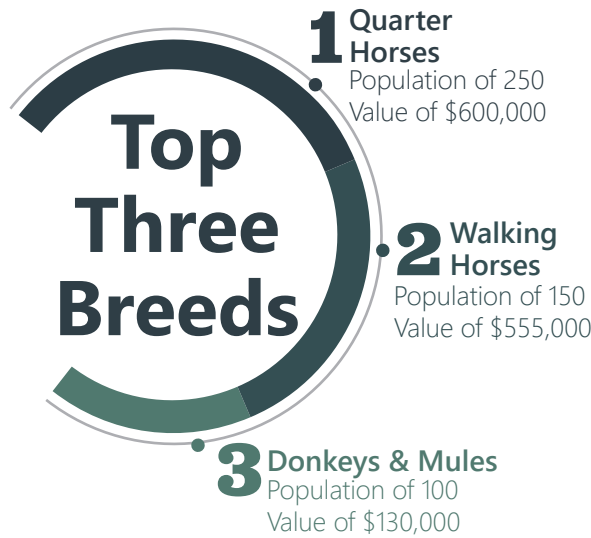 Top
Three
Breeds
1
Quarter
Horses
Population of 250
Value of $600,000
2
Walking
Horses
Population of 150
Value of $555,000
3
Donkeys & Mules
Population of 100
Value of $130,000